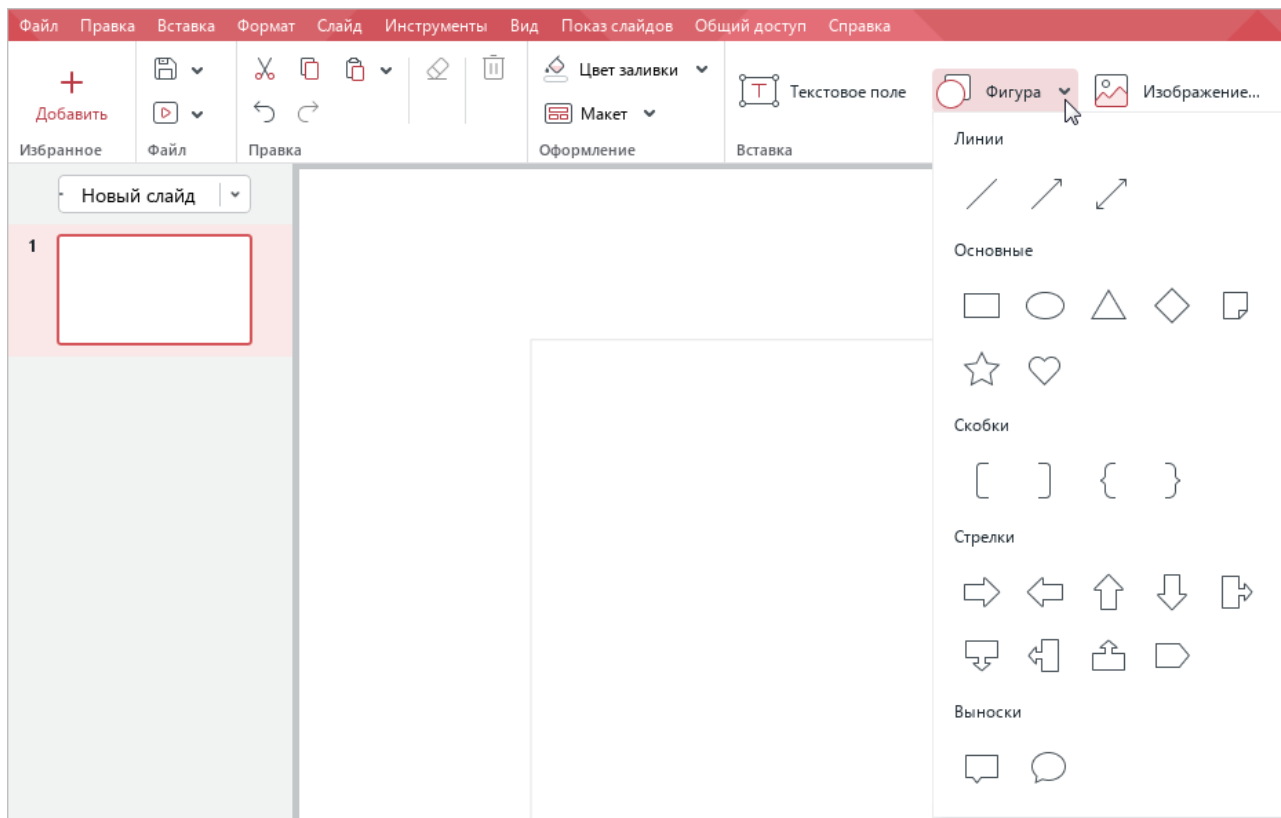 Файл Правка Вставка Формат Слайд Инструменты Вид Показ слайдов Общий доступ Справка
Добавить
Цвет заливки
Макет
Текстовое поле
Фигура
Изображение...
Избранное Файл Правка Оформление Вставка
Новый слайд
1
Линии
Основные
Скобки
Стрелки
Выноски